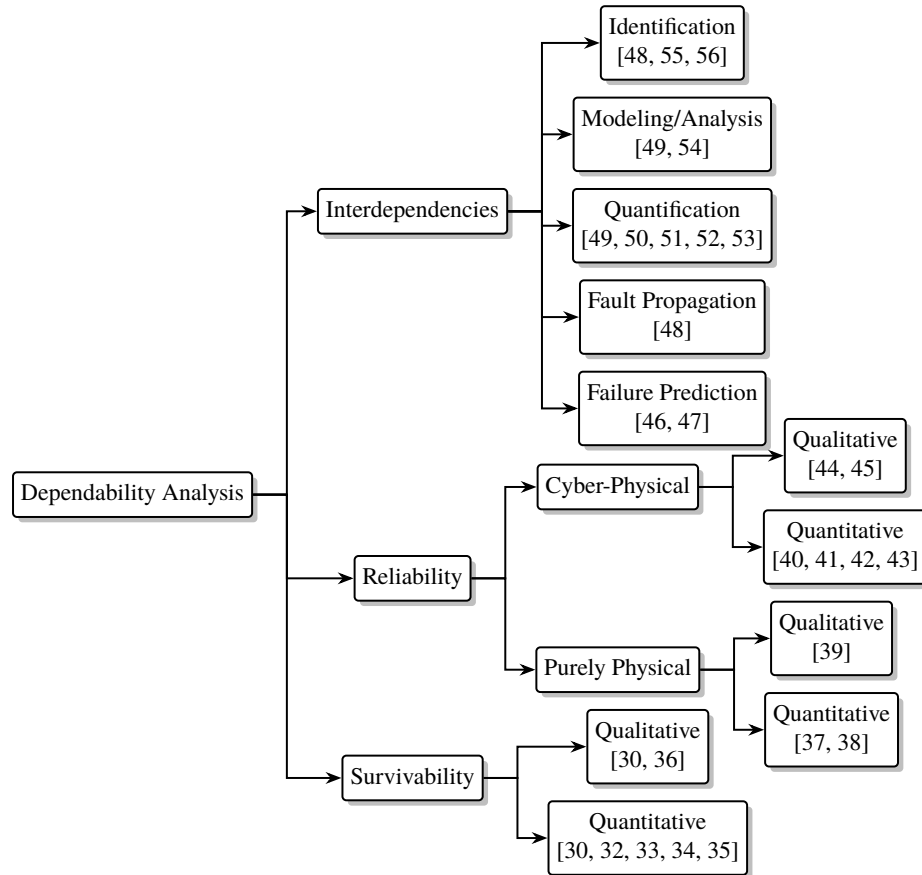 Identification
[48, 55, 56]
Modeling/Analysis
[49, 54]
Interdependencies
Quantification
[49, 50, 51, 52, 53]
Fault Propagation
[48]
Failure Prediction
[46, 47]
Qualitative
[44, 45]
Dependability Analysis
Cyber-Physical
Quantitative
[40, 41, 42, 43]
Reliability
Qualitative
[39]
Purely Physical
Quantitative
[37, 38]
Qualitative
[30, 36]
Survivability
Quantitative
[30, 32, 33, 34, 35]